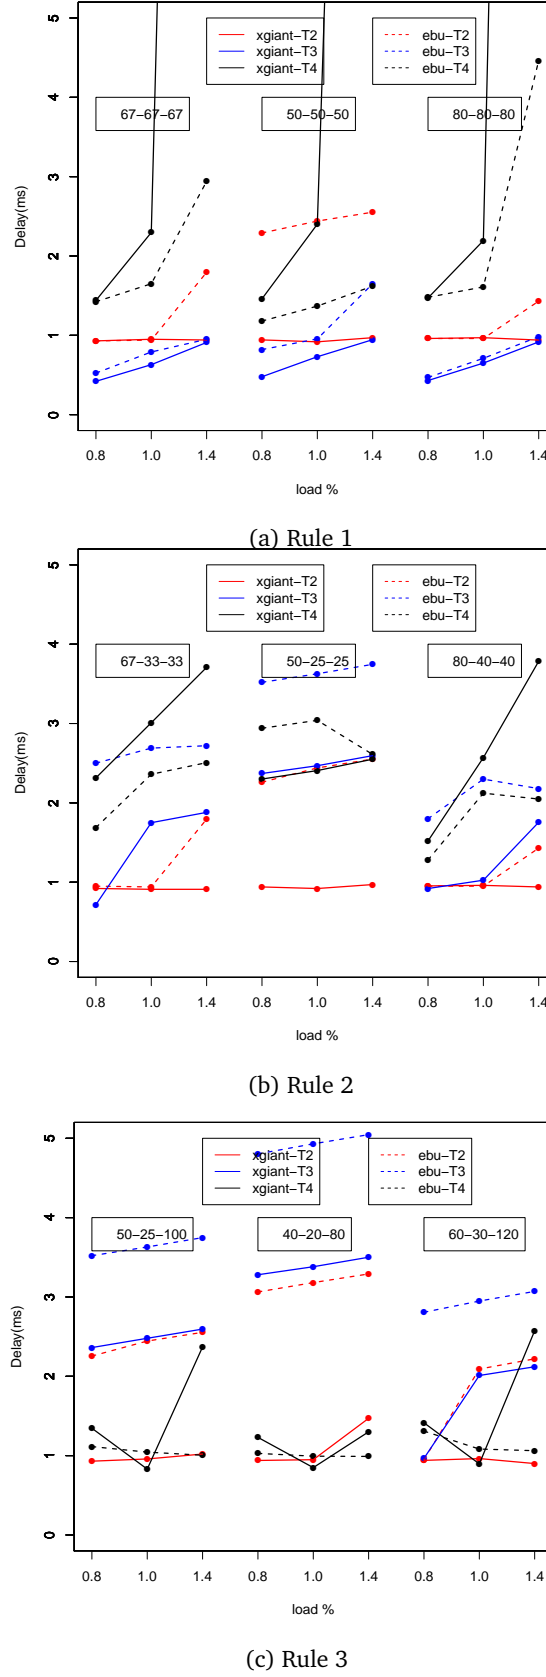 xgiant−T2
xgiant−T3
xgiant−T4
ebu−T2
ebu−T3
ebu−T4
67−67−67
50−50−50
80−80−80
Delay(ms)
0
1
2
3
4
5
0.8 1.0 1.4 0.8 1.0 1.4 0.8 1.0 1.4
load %
(a) Rule 1
xgiant−T2
xgiant−T3
xgiant−T4
ebu−T2
ebu−T3
ebu−T4
67−33−33
50−25−25
80−40−40
Delay(ms)
0
1
2
3
4
5
0.8 1.0 1.4 0.8 1.0 1.4 0.8 1.0 1.4
load %
(b) Rule 2
xgiant−T2
xgiant−T3
xgiant−T4
ebu−T2
ebu−T3
ebu−T4
50−25−100
40−20−80
60−30−120
Delay(ms)
0
1
2
3
4
5
0.8 1.0 1.4 0.8 1.0 1.4 0.8 1.0 1.4
load %
(c) Rule 3